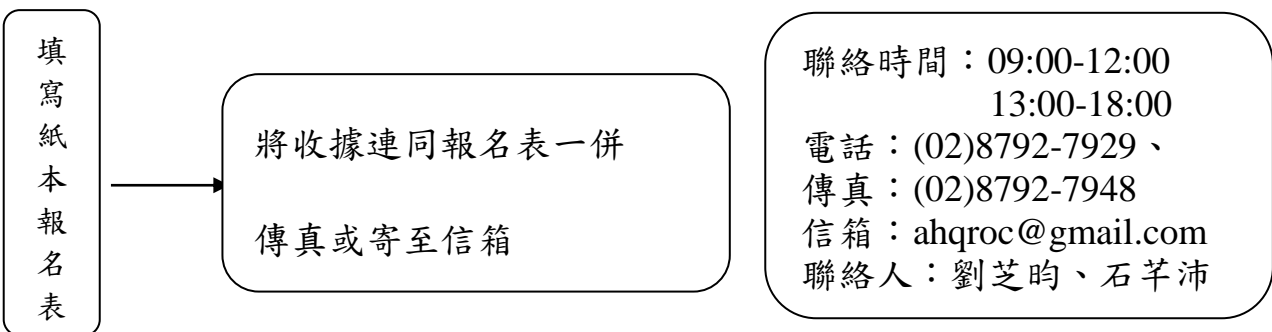 填寫紙本報名表
將收據連同報名表一併
傳真或寄至信箱
聯絡時間：09:00-12:00
13:00-18:00
電話：(02)8792-7929、
傳真：(02)8792-7948
信箱：ahqroc@gmail.com
聯絡人：劉芝昀、石芊沛